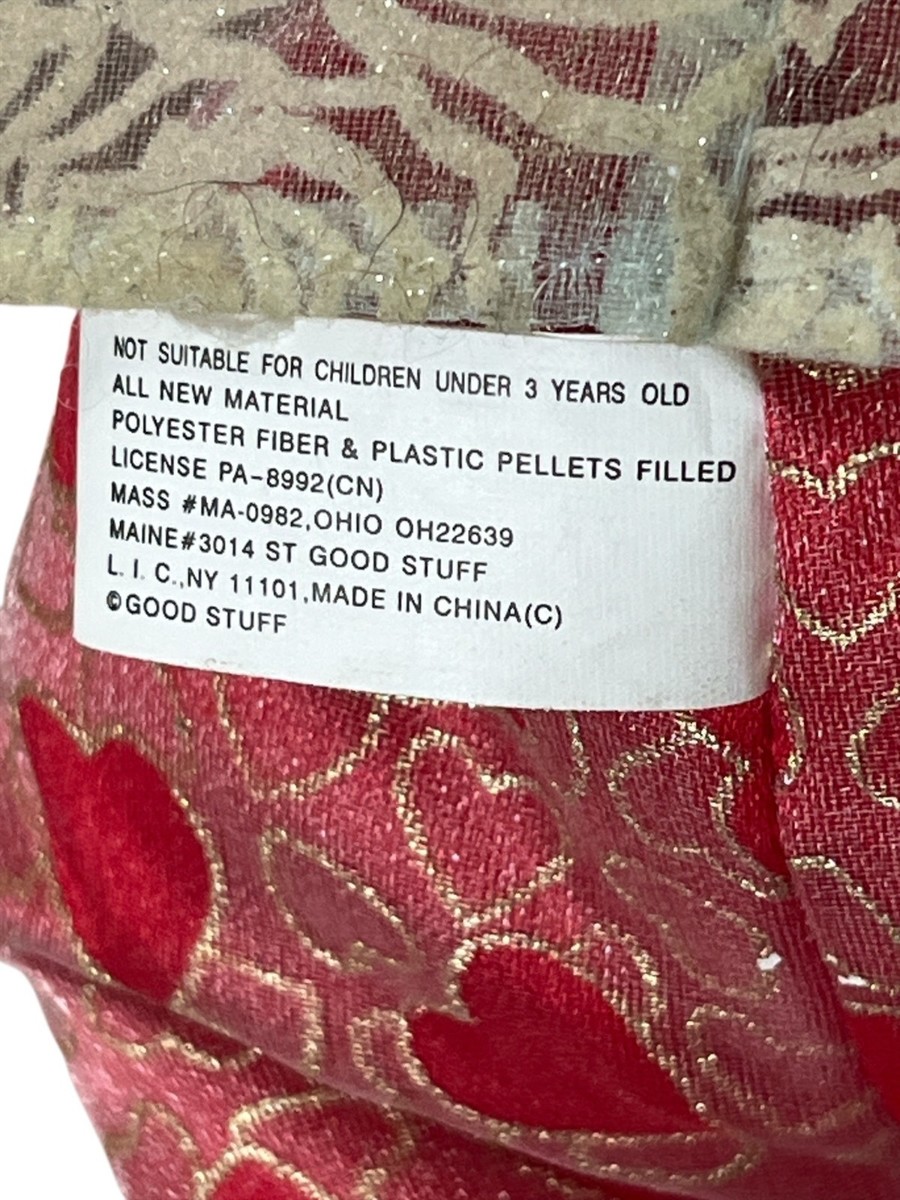 NOT SUITABLE FOR CHILDREN UNDER 3 YEARS OLD
ALL NEW MATERIAL
POLYESTER FIBER & PLASTIC PELLETS FILLED
LICENSE PA-8992(CN)
MASS #MA-0982,OHIO OH22639
MAINE#3014 ST GOOD STUFF
L. I. C.,NY 11101.MADE IN CHINA(C)
©GOOD STUFF